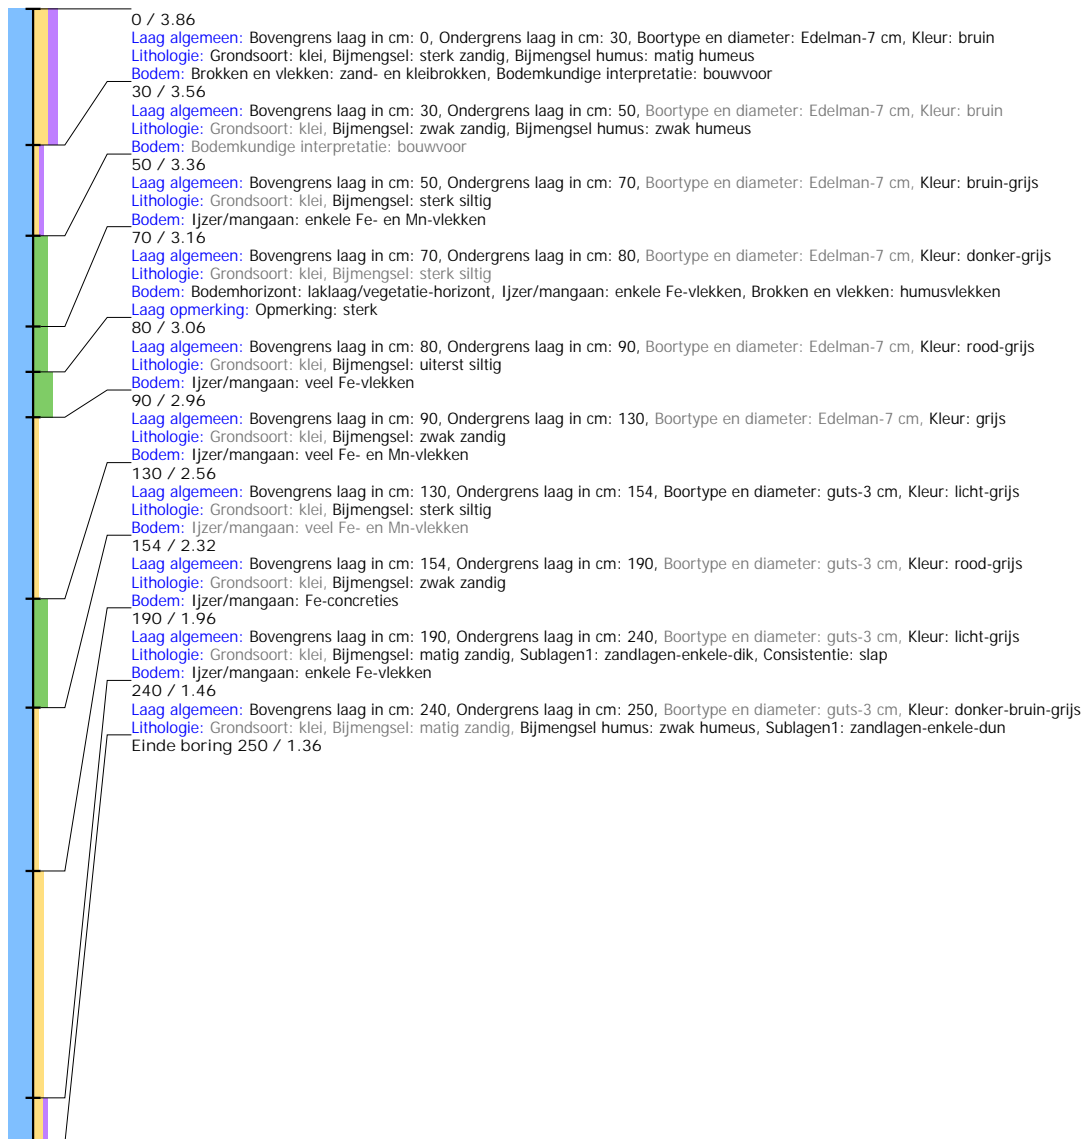 0 / 3.86
Laag algemeen: Bovengrens laag in cm: 0, Ondergrens laag in cm: 30, Boortype en diameter: Edelman-7 cm, Kleur: bruin
Lithologie: Grondsoort: klei, Bijmengsel: sterk zandig, Bijmengsel humus: matig humeus
Bodem: Brokken en vlekken: zand- en kleibrokken, Bodemkundige interpretatie: bouwvoor
30 / 3.56
Laag algemeen: Bovengrens laag in cm: 30, Ondergrens laag in cm: 50, Boortype en diameter: Edelman-7 cm, Kleur: bruin
Lithologie: Grondsoort: klei, Bijmengsel: zwak zandig, Bijmengsel humus: zwak humeus
Bodem: Bodemkundige interpretatie: bouwvoor
50 / 3.36
Laag algemeen: Bovengrens laag in cm: 50, Ondergrens laag in cm: 70, Boortype en diameter: Edelman-7 cm, Kleur: bruin-grijs
Lithologie: Grondsoort: klei, Bijmengsel: sterk siltig
Bodem: Ijzer/mangaan: enkele Fe- en Mn-vlekken
70 / 3.16
Laag algemeen: Bovengrens laag in cm: 70, Ondergrens laag in cm: 80, Boortype en diameter: Edelman-7 cm, Kleur: donker-grijs
Lithologie: Grondsoort: klei, Bijmengsel: sterk siltig
Bodem: Bodemhorizont: laklaag/vegetatie-horizont, Ijzer/mangaan: enkele Fe-vlekken, Brokken en vlekken: humusvlekken
Laag opmerking: Opmerking: sterk
80 / 3.06
Laag algemeen: Bovengrens laag in cm: 80, Ondergrens laag in cm: 90, Boortype en diameter: Edelman-7 cm, Kleur: rood-grijs
Lithologie: Grondsoort: klei, Bijmengsel: uiterst siltig
Bodem: Ijzer/mangaan: veel Fe-vlekken
90 / 2.96
Laag algemeen: Bovengrens laag in cm: 90, Ondergrens laag in cm: 130, Boortype en diameter: Edelman-7 cm, Kleur: grijs
Lithologie: Grondsoort: klei, Bijmengsel: zwak zandig
Bodem: Ijzer/mangaan: veel Fe- en Mn-vlekken
130 / 2.56
Laag algemeen: Bovengrens laag in cm: 130, Ondergrens laag in cm: 154, Boortype en diameter: guts-3 cm, Kleur: licht-grijs
Lithologie: Grondsoort: klei, Bijmengsel: sterk siltig
Bodem: Ijzer/mangaan: veel Fe- en Mn-vlekken
154 / 2.32
Laag algemeen: Bovengrens laag in cm: 154, Ondergrens laag in cm: 190, Boortype en diameter: guts-3 cm, Kleur: rood-grijs
Lithologie: Grondsoort: klei, Bijmengsel: zwak zandig
Bodem: Ijzer/mangaan: Fe-concreties
190 / 1.96
Laag algemeen: Bovengrens laag in cm: 190, Ondergrens laag in cm: 240, Boortype en diameter: guts-3 cm, Kleur: licht-grijs
Lithologie: Grondsoort: klei, Bijmengsel: matig zandig, Sublagen1: zandlagen-enkele-dik, Consistentie: slap
Bodem: Ijzer/mangaan: enkele Fe-vlekken
240 / 1.46
Laag algemeen: Bovengrens laag in cm: 240, Ondergrens laag in cm: 250, Boortype en diameter: guts-3 cm, Kleur: donker-bruin-grijs
Lithologie: Grondsoort: klei, Bijmengsel: matig zandig, Bijmengsel humus: zwak humeus, Sublagen1: zandlagen-enkele-dun
Einde boring 250 / 1.36